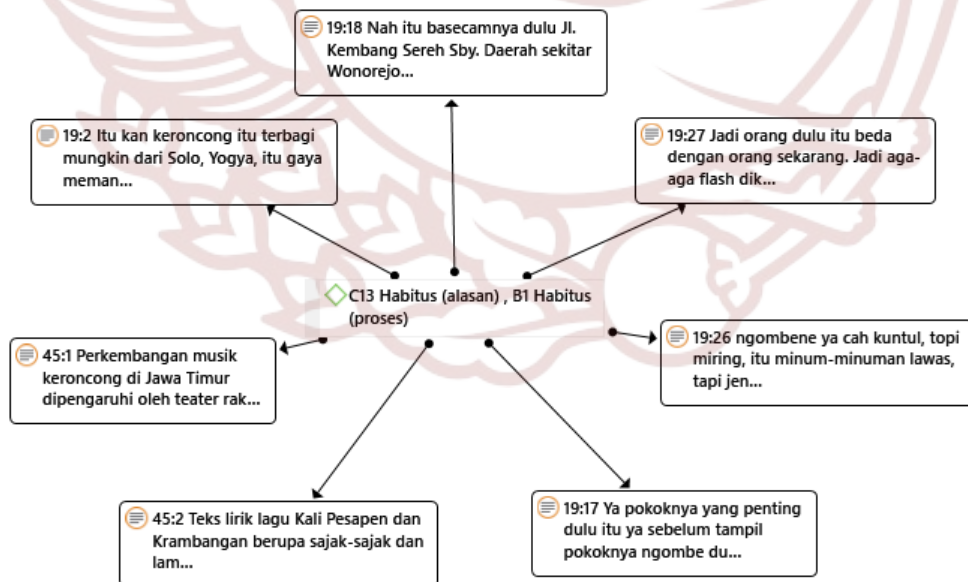 19:18 Nah itu basecamnya dulu Jl.
Kembang Sereh Sby. Daerah sekitar
Wonorejo...
19:2 Itu kan keroncong itu terbagi
mungkin dari Solo, Yogya, itu gaya
meman...
19:27 Jadi orang dulu itu beda
dengan orang sekarang. Jadi aga-
aga flash dik...
C13 Habitus (alasan) , B1 Habitus
(proses)
45:1 Perkembangan musik
keroncong di Jawa Timur
dipengaruhi oleh teater rak...
19:26 ngombene ya cah kuntul, topi
miring, itu minum-minuman lawas,
tapi jen...
45:2 Teks lirik lagu Kali Pesapen dan
Krambangan berupa sajak-sajak dan
lam...
19:17 Ya pokoknya yang penting
dulu itu ya sebelum tampil
pokoknya ngombe du...